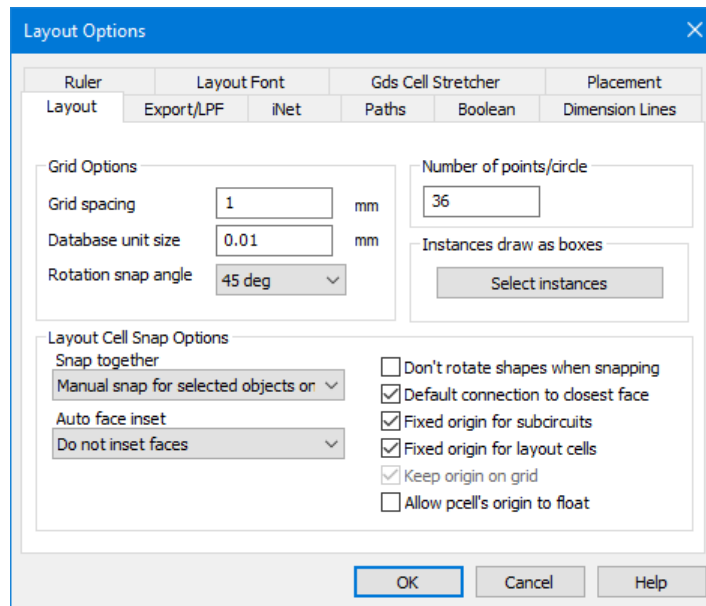 Layout Options
Ruler Layout Font Gds Cell Stretcher Placement
Layout Export/LPF iNet Paths Boolean Dimension Lines
Grid Options
Grid spacing 1 mm
Database unit size 0.01 mm
Rotation snap angle 45 deg
Number of points/circle
36
Instances draw as boxes
Select instances
Layout Cell Snap Options
Snap together
Manual snap for selected objects on
Auto face inset
Do not inset faces
Don't rotate shapes when snapping
Default connection to closest face
Fixed origin for subcircuits
Fixed origin for layout cells
Keep origin on grid
Allow pcell's origin to float
OK Cancel Help